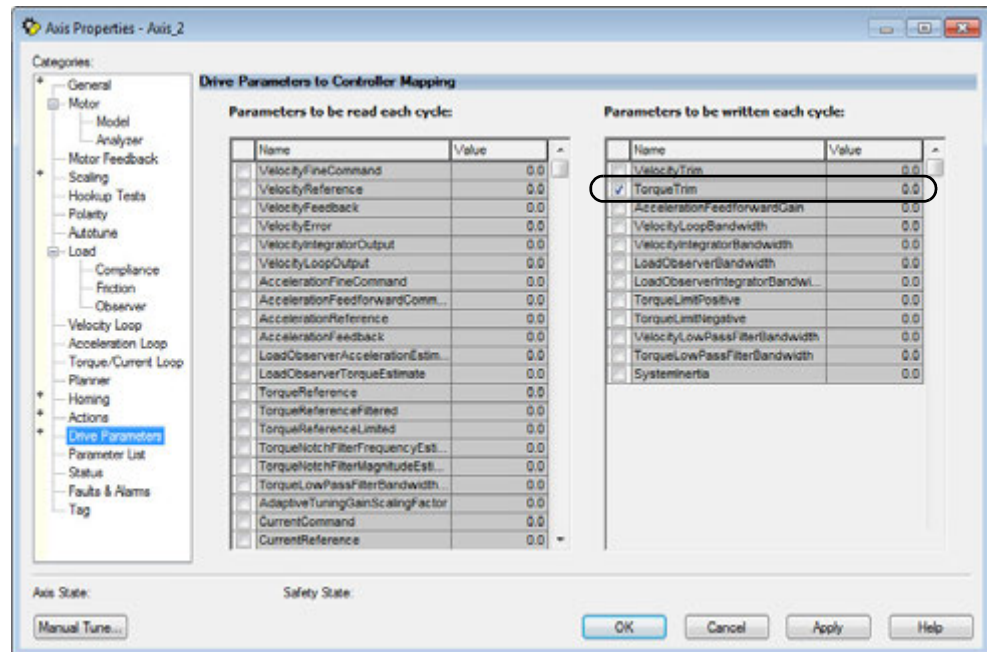 Axis Properties - Axis_2
Categories:
General
Motor
Model
Analyzer
Motor Feedback
Scaling
Hookup Tests
Polarity
Autotune
Load
Compliance
Friction
Observer
Velocity Loop
Acceleration Loop
Torque/Current Loop
Planner
Homing
Actions
Drive Parameters
Parameter List
Status
Faults & Alarms
Tag
Drive Parameters to Controller Mapping
Parameters to be read each cycle:
Name Value
VelocityFineCommand 0.0
VelocityReference 0.0
VelocityFeedback 0.0
VelocityError 0.0
VelocityIntegratorOutput 0.0
VelocityLoopOutput 0.0
AccelerationFineCommand 0.0
AccelerationFeedforwardComm... 0.0
AccelerationReference 0.0
AccelerationFeedback 0.0
LoadObserverAccelerationEstim... 0.0
LoadObserverTorqueEstimate 0.0
TorqueReference 0.0
TorqueReferenceFiltered 0.0
TorqueReferenceLimited 0.0
TorqueNotchFilterFrequencyEsti... 0.0
TorqueNotchFilterMagnitudeEsti... 0.0
TorqueLowPassFilterBandwidth... 0.0
AdaptiveTuningGainScalingFactor 0.0
CurrentCommand 0.0
CurrentReference 0.0
Parameters to be written each cycle:
Name Value
VelocityTrim 0.0
TorqueTrim 0.0
AccelerationFeedforwardGain 0.0
VelocityLoopBandwidth 0.0
VelocityIntegratorBandwidth 0.0
LoadObserverBandwidth 0.0
LoadObserverIntegratorBandwi... 0.0
TorqueLimitPositive 0.0
TorqueLimitNegative 0.0
VelocityLowPassFilterBandwidth 0.0
TorqueLowPassFilterBandwidth 0.0
SystemInertia 0.0
Axis State:
Safety State:
Manual Tune...
OK
Cancel
Apply
Help